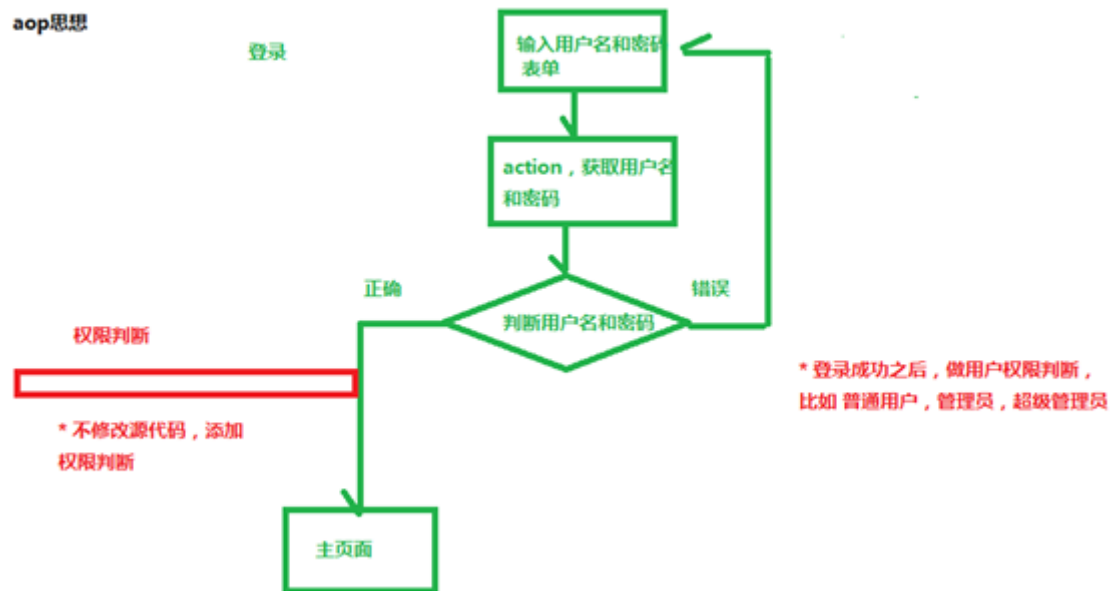 aop思想
登录
输入用户名和密码
表单
action，获取用户名
和密码
正确
错误
判断用户名和密码
权限判断
* 登录成功之后，做用户权限判断，
比如 普通用户，管理员，超级管理员
* 不修改源代码，添加
权限判断
主页面